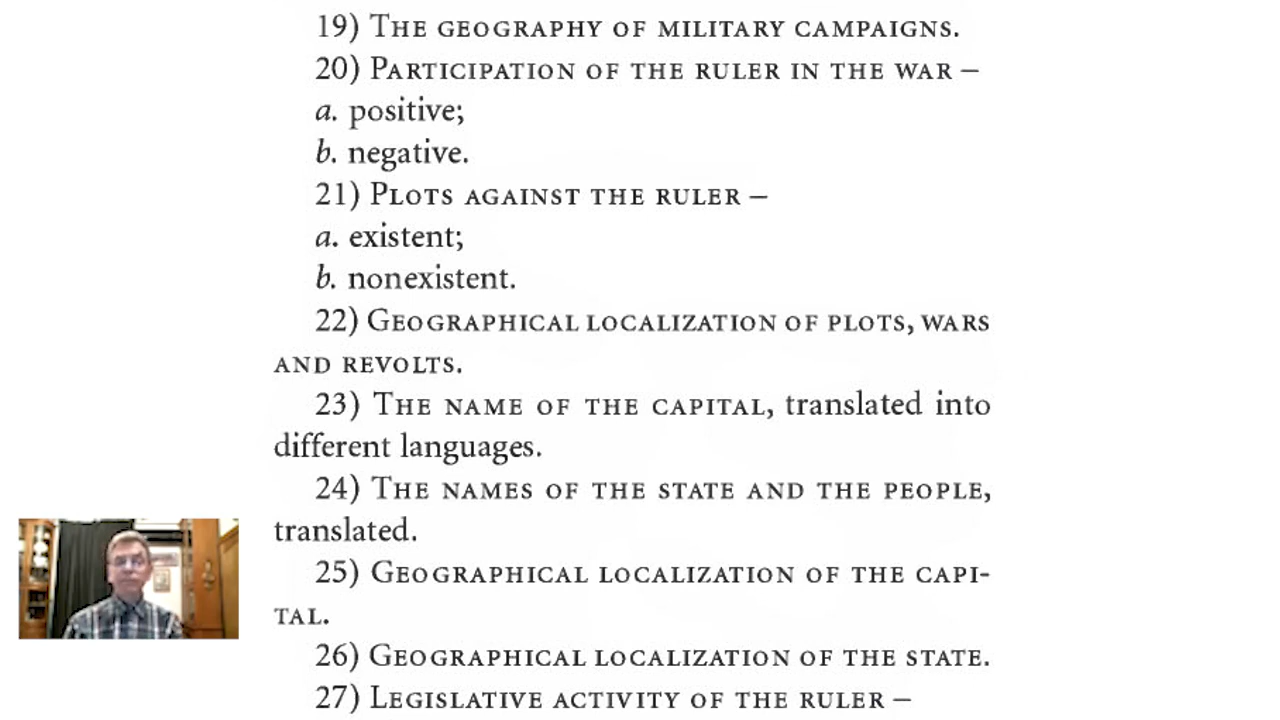 19) The geography of military campaigns.
20) Participation of the ruler in the war –
a. positive;
b. negative.
21) Plots against the ruler –
a. existent;
b. nonexistent.
22) Geographical localization of plots, wars
and revolts.
23) The name of the capital, translated into
different languages.
24) The names of the state and the people,
translated.
25) Geographical localization of the capi-
tal.
26) Geographical localization of the state.
27) Legislative activity of the ruler –